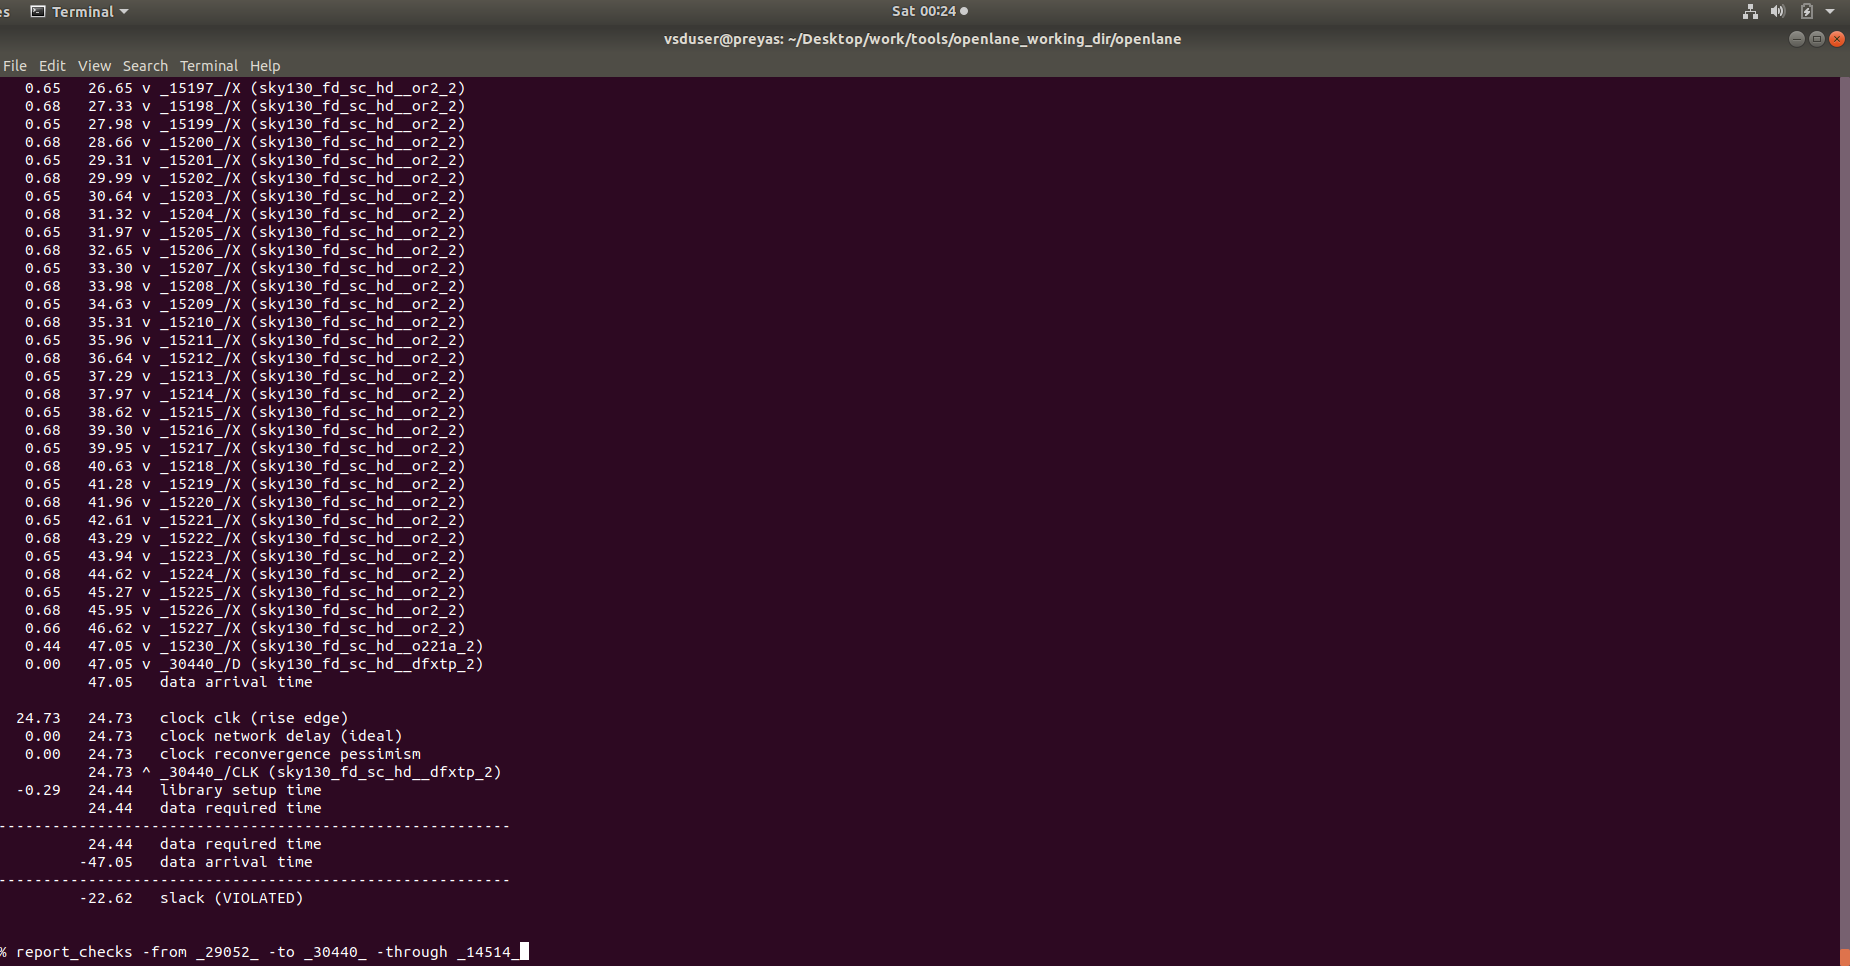 es Terminal Sat 00:24
vsduser@preyas: ~/Desktop/work/tools/openlane_working_dir/openlane
File Edit View Search Terminal Help
0.65 26.65 v _15197_/X (sky130_fd_sc_hd__or2_2)
0.68 27.33 v _15198_/X (sky130_fd_sc_hd__or2_2)
0.65 27.98 v _15199_/X (sky130_fd_sc_hd__or2_2)
0.68 28.66 v _15200_/X (sky130_fd_sc_hd__or2_2)
0.65 29.31 v _15201_/X (sky130_fd_sc_hd__or2_2)
0.68 29.99 v _15202_/X (sky130_fd_sc_hd__or2_2)
0.65 30.64 v _15203_/X (sky130_fd_sc_hd__or2_2)
0.68 31.32 v _15204_/X (sky130_fd_sc_hd__or2_2)
0.65 31.97 v _15205_/X (sky130_fd_sc_hd__or2_2)
0.68 32.65 v _15206_/X (sky130_fd_sc_hd__or2_2)
0.65 33.30 v _15207_/X (sky130_fd_sc_hd__or2_2)
0.68 33.98 v _15208_/X (sky130_fd_sc_hd__or2_2)
0.65 34.63 v _15209_/X (sky130_fd_sc_hd__or2_2)
0.68 35.31 v _15210_/X (sky130_fd_sc_hd__or2_2)
0.65 35.96 v _15211_/X (sky130_fd_sc_hd__or2_2)
0.68 36.64 v _15212_/X (sky130_fd_sc_hd__or2_2)
0.65 37.29 v _15213_/X (sky130_fd_sc_hd__or2_2)
0.68 37.97 v _15214_/X (sky130_fd_sc_hd__or2_2)
0.65 38.62 v _15215_/X (sky130_fd_sc_hd__or2_2)
0.68 39.30 v _15216_/X (sky130_fd_sc_hd__or2_2)
0.65 39.95 v _15217_/X (sky130_fd_sc_hd__or2_2)
0.68 40.63 v _15218_/X (sky130_fd_sc_hd__or2_2)
0.65 41.28 v _15219_/X (sky130_fd_sc_hd__or2_2)
0.68 41.96 v _15220_/X (sky130_fd_sc_hd__or2_2)
0.65 42.61 v _15221_/X (sky130_fd_sc_hd__or2_2)
0.68 43.29 v _15222_/X (sky130_fd_sc_hd__or2_2)
0.65 43.94 v _15223_/X (sky130_fd_sc_hd__or2_2)
0.68 44.62 v _15224_/X (sky130_fd_sc_hd__or2_2)
0.65 45.27 v _15225_/X (sky130_fd_sc_hd__or2_2)
0.68 45.95 v _15226_/X (sky130_fd_sc_hd__or2_2)
0.66 46.62 v _15227_/X (sky130_fd_sc_hd__or2_2)
0.44 47.05 v _15230_/X (sky130_fd_sc_hd__o221a_2)
0.00 47.05 v _30440_/D (sky130_fd_sc_hd__dfxtp_2)
47.05 data arrival time
24.73 24.73 clock clk (rise edge)
0.00 24.73 clock network delay (ideal)
0.00 24.73 clock reconvergence pessimism
24.73 ^ _30440_/CLK (sky130_fd_sc_hd__dfxtp_2)
-0.29 24.44 library setup time
24.44 data required time
---------------------------------------------------------
24.44 data required time
-47.05 data arrival time
---------------------------------------------------------
-22.62 slack (VIOLATED)
% report_checks -from _29052_ -to _30440_ -through _14514_